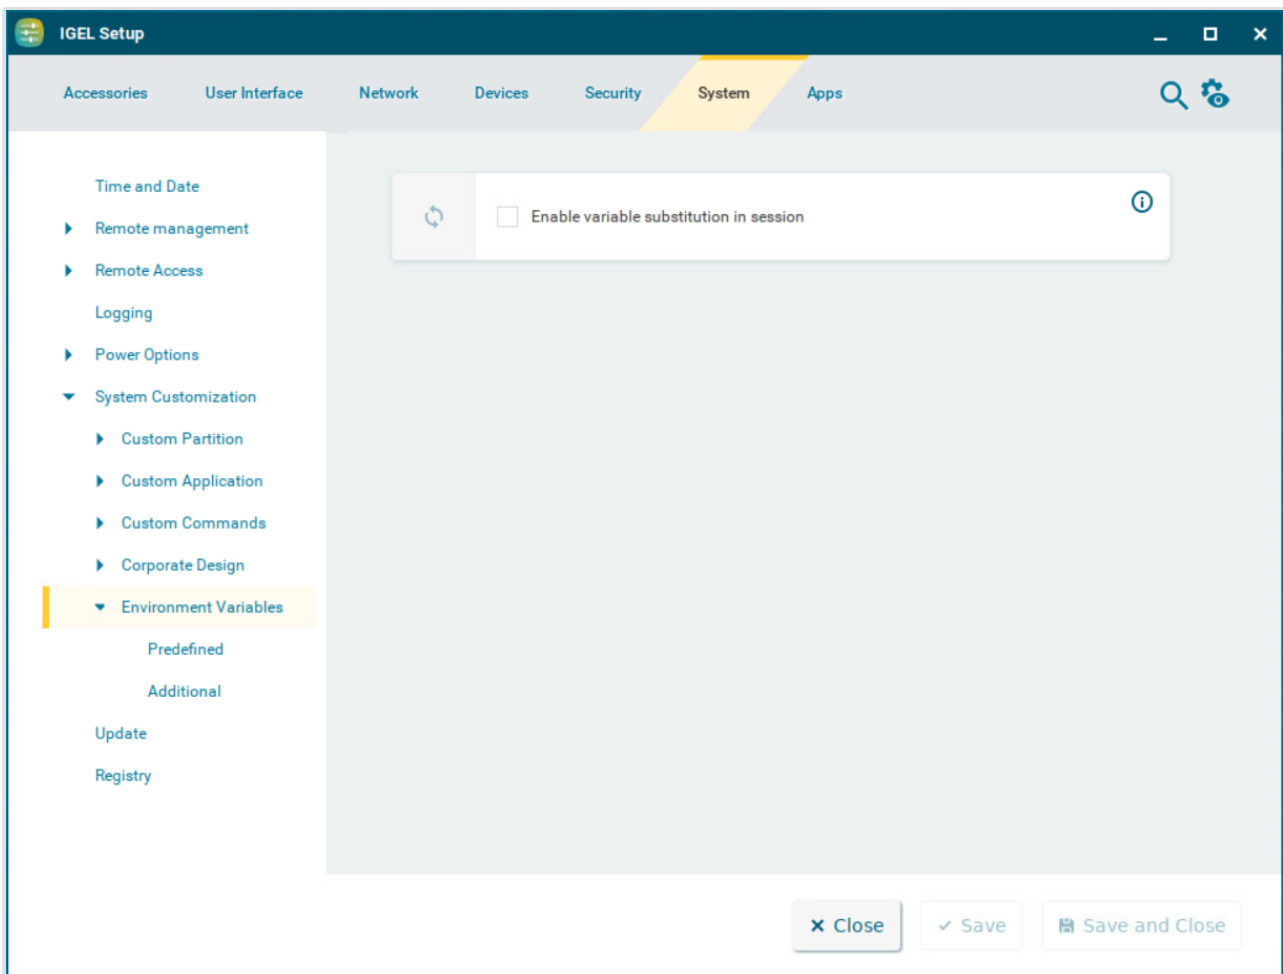 IGEL Setup
Accessories User Interface Network Devices Security System Apps
Time and Date
Remote management
Remote Access
Logging
Power Options
System Customization
Custom Partition
Custom Application
Custom Commands
Corporate Design
Environment Variables
Predefined
Additional
Update
Registry
Enable variable substitution in session
Close Save Save and Close